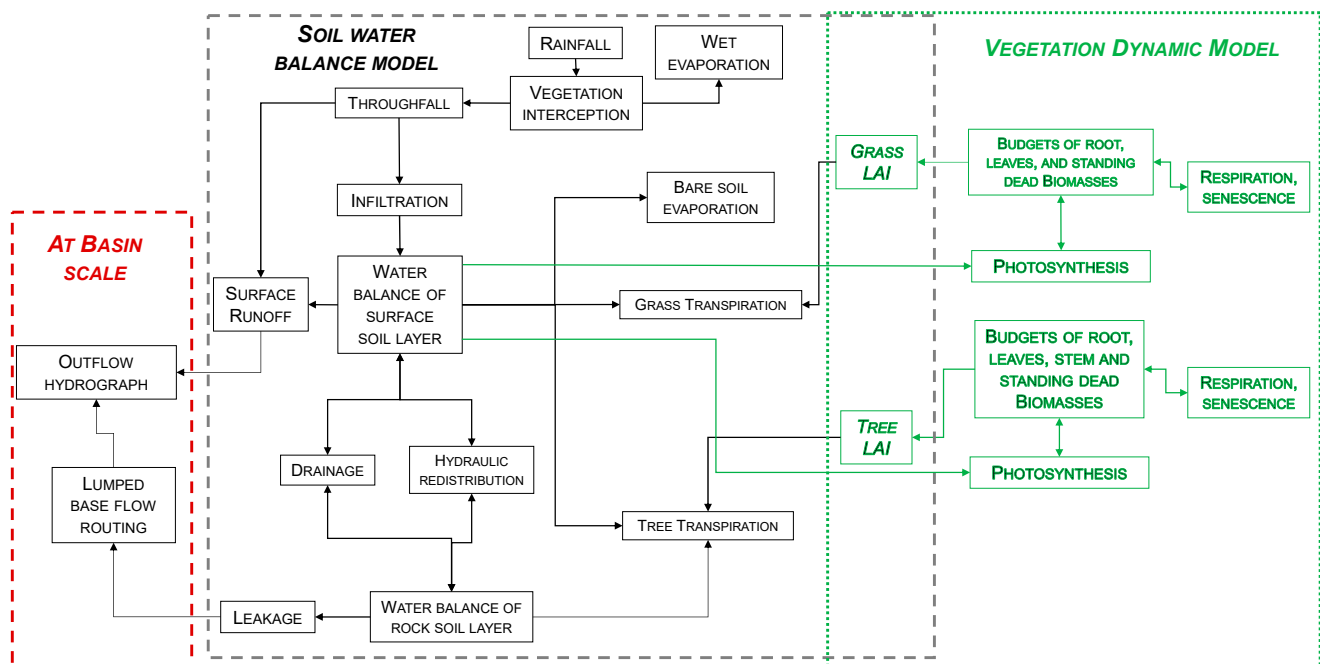 SOIL WATER
BALANCE MODEL
RAINFALL
WET
EVAPORATION
VEGETATION DYNAMIC MODEL
THROUGHFALL
VEGETATION
INTERCEPTION
GRASS
LAI
BUDGETS OF ROOT,
LEAVES, AND STANDING
DEAD BIOMASSES
RESPIRATION,
SENESCENCE
INFILTRATION
BARE SOIL
EVAPORATION
AT BASIN
SCALE
WATER
BALANCE OF
SURFACE
SOIL LAYER
PHOTOSYNTHESIS
SURFACE
RUNOFF
GRASS TRANSPIRATION
OUTFLOW
HYDROGRAPH
BUDGETS OF ROOT,
LEAVES, STEM AND
STANDING DEAD
BIOMASSES
RESPIRATION,
SENESCENCE
TREE
LAI
DRAINAGE
HYDRAULIC
REDISTRIBUTION
PHOTOSYNTHESIS
LUMPED
BASE FLOW
ROUTING
TREE TRANSPIRATION
LEAKAGE
WATER BALANCE OF
ROCK SOIL LAYER